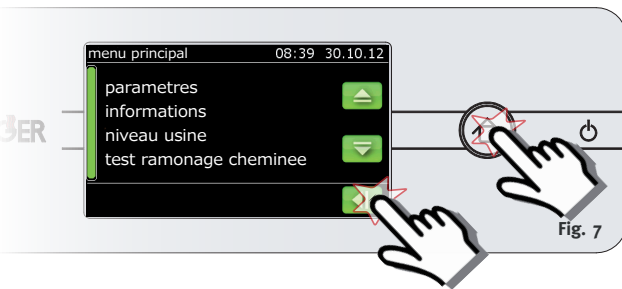 menu principal 08:39 30.10.12
parametres
informations
niveau usine
test ramonage cheminee
Fig. 7